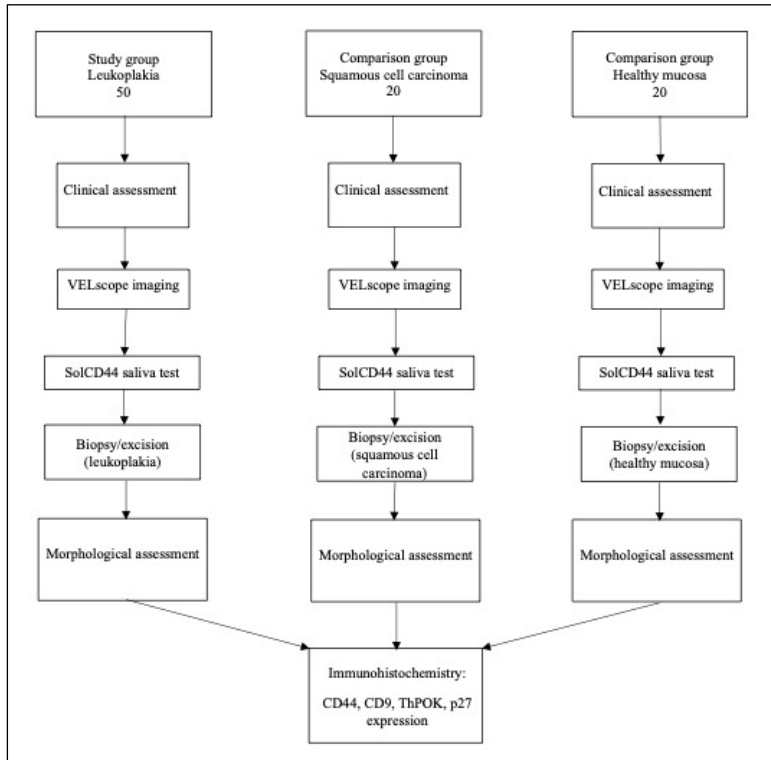 Study group
Leukoplakia
50
Clinical assessment
VELscope imaging
SolCD44 saliva test
Biopsy/excision
(leukoplakia)
Morphological assessment
Comparison group
Squamous cell carcinoma
20
Clinical assessment
VELscope imaging
SolCD44 saliva test
Biopsy/excision
(squamous cell
carcinoma)
Morphological assessment
Comparison group
Healthy mucosa
20
Clinical assessment
VELscope imaging
SolCD44 saliva test
Biopsy/excision
(healthy mucosa)
Morphological assessment
Immunohistochemistry:
CD44, CD9, ThPOK, p27
expression